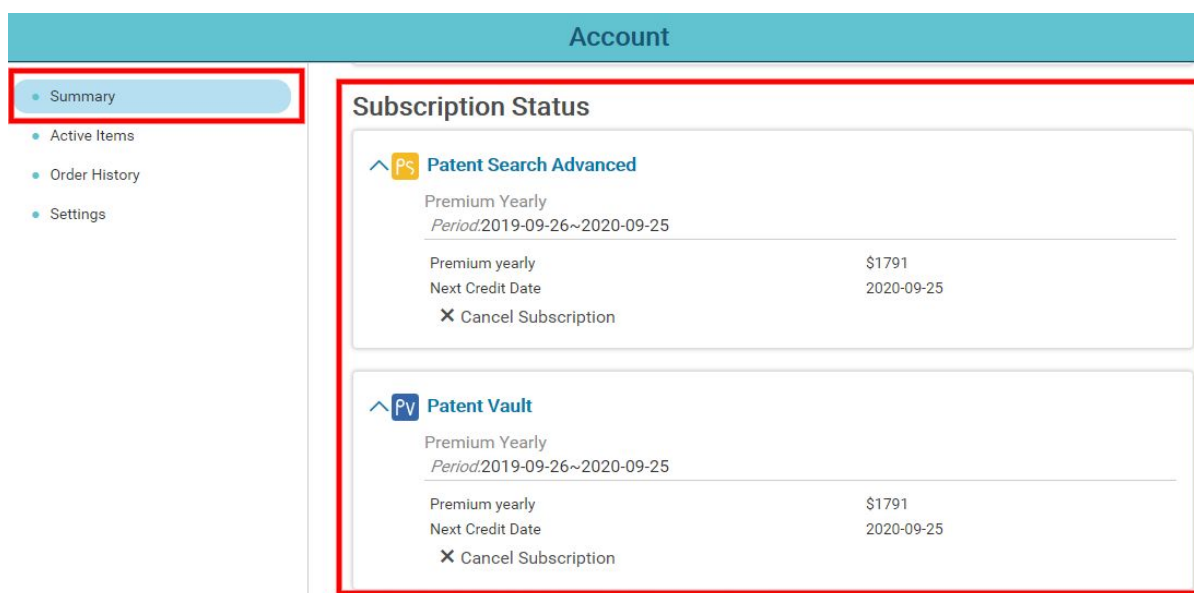 Account
Summary
Active Items
Order History
Settings
Subscription Status
PS Patent Search Advanced
Premium Yearly
Period:2019-09-26~2020-09-25
Premium yearly $1791
Next Credit Date 2020-09-25
Cancel Subscription
PV Patent Vault
Premium Yearly
Period:2019-09-26~2020-09-25
Premium yearly $1791
Next Credit Date 2020-09-25
Cancel Subscription